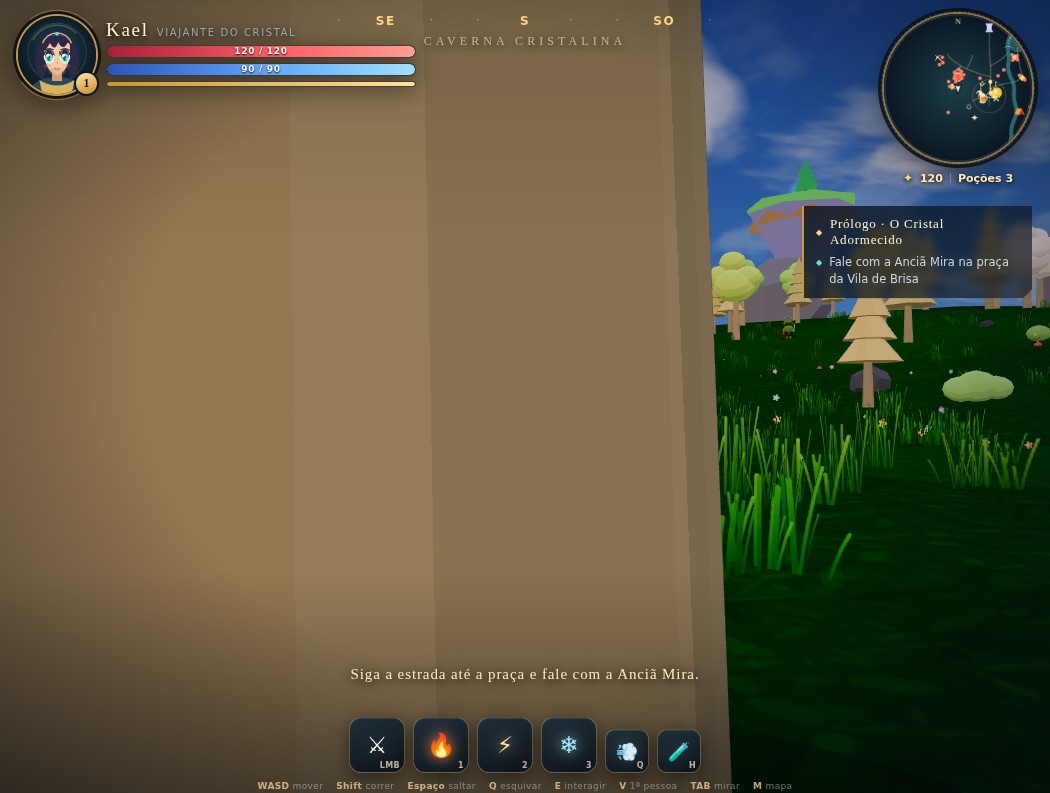 SE S SO
Kael VIAJANTE DO CRISTAL
CAVERNA CRISTALINA
120 / 120
90 / 90
1
N
120 | Poções 3
Prólogo · O Cristal
Adormecido
Fale com a Anciã Mira na praça
da Vila de Brisa
Siga a estrada até a praça e fale com a Anciã Mira.
LMB 1 2 3 Q H
WASD mover Shift correr Espaço saltar Q esquivar E interagir V 1ª pessoa TAB mirar M mapa